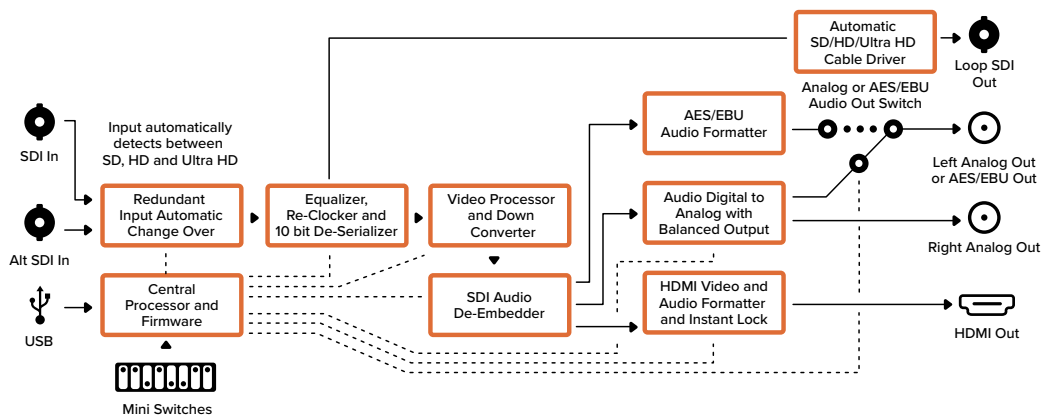 Automatic
SD/HD/Ultra HD
Cable Driver
Loop SDI
Out
Analog or AES/EBU
Audio Out Switch
AES/EBU
Audio Formatter
Left Analog Out
or AES/EBU Out
SDI In
Input automatically
detects between
SD, HD and Ultra HD
Redundant
Input Automatic
Change Over
Equalizer,
Re-Clocker and
10 bit De-Serializer
Video Processor
and Down
Converter
Audio Digital to
Analog with
Balanced Output
Right Analog Out
Alt SDI In
USB
Central
Processor and
Firmware
SDI Audio
De-Embedder
HDMI Video and
Audio Formatter
and Instant Lock
HDMI Out
Mini Switches